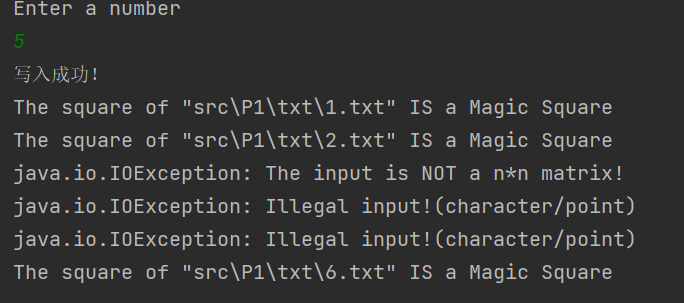 Enter a number
5
写入成功!
The square of "src\P1\txt\1.txt" IS a Magic Square
The square of "src\P1\txt\2.txt" IS a Magic Square
java.io.IOException: The input is NOT a n*n matrix!
java.io.IOException: Illegal input!(character/point)
java.io.IOException: Illegal input!(character/point)
The square of "src\P1\txt\6.txt" IS a Magic Square